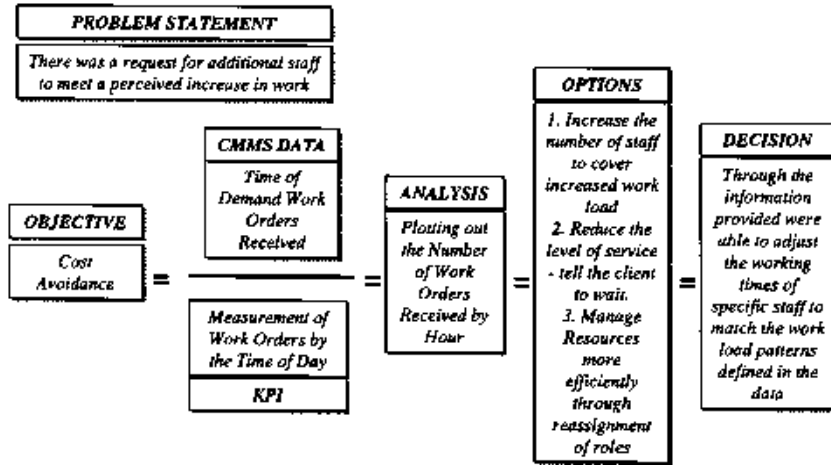 PROBLEM STATEMENT
There was a request for additional staff
to meet a perceived increase in work
OBJECTIVE
Cost
Avoidance
=
CMMS DATA
Time of
Demand Work
Orders
Received
Measurement of
Work Orders by
the Time of Day
KPI
=
ANALYSIS
Plotting out
the Number
of Work
Orders
Received by
Hour
=
OPTIONS
1. Increase the
number of staff
to cover
increased work
load
2. Reduce the
level of service
- tell the client
to wait.
3. Manage
Resources
more
efficiently
through
reassignment
of roles
=
DECISION
Through the
information
provided were
able to adjust
the working
times of
specific staff to
match the work
load patterns
defined in the
data